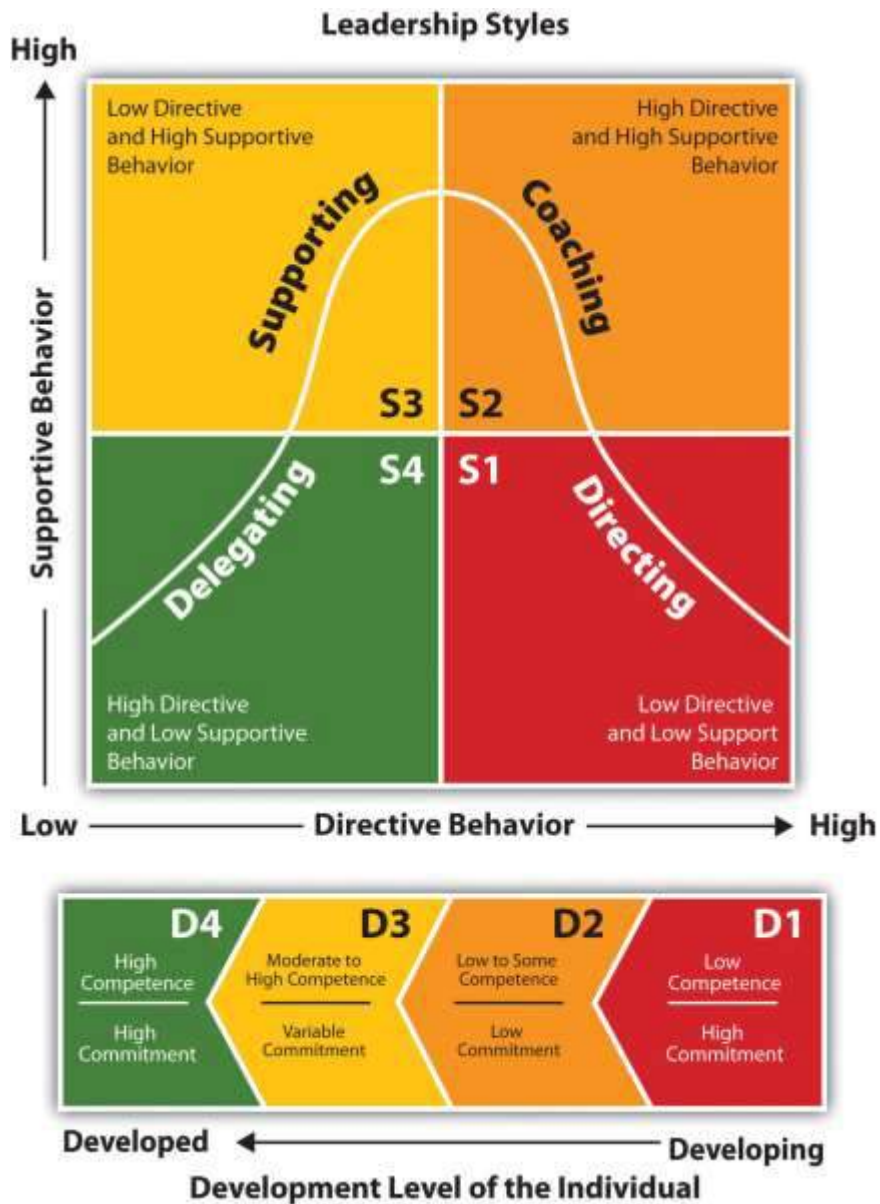 Leadership Styles
High
Low Directive
and High Supportive
Behavior
High Directive
and High Supportive
Behavior
Supporting
Coaching
Supportive Behavior
S3
S2
S4
S1
Delegating
Directing
High Directive
and Low Supportive
Behavior
Low Directive
and Low Support
Behavior
Low
Directive Behavior
High
D4
High
Competence
High
Commitment
D3
Moderate to
High Competence
Variable
Commitment
D2
Low to Some
Competence
Low
Commitment
D1
Low
Competence
High
Commitment
Developed
Developing
Development Level of the Individual